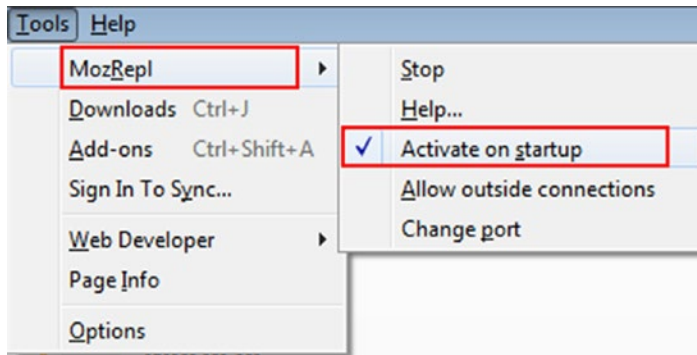 Tools Help
MozRepl
Downloads Ctrl+J
Add-ons Ctrl+Shift+A
Sign In To Sync...
Web Developer
Page Info
Options
Stop
Help...
Activate on startup
Allow outside connections
Change port